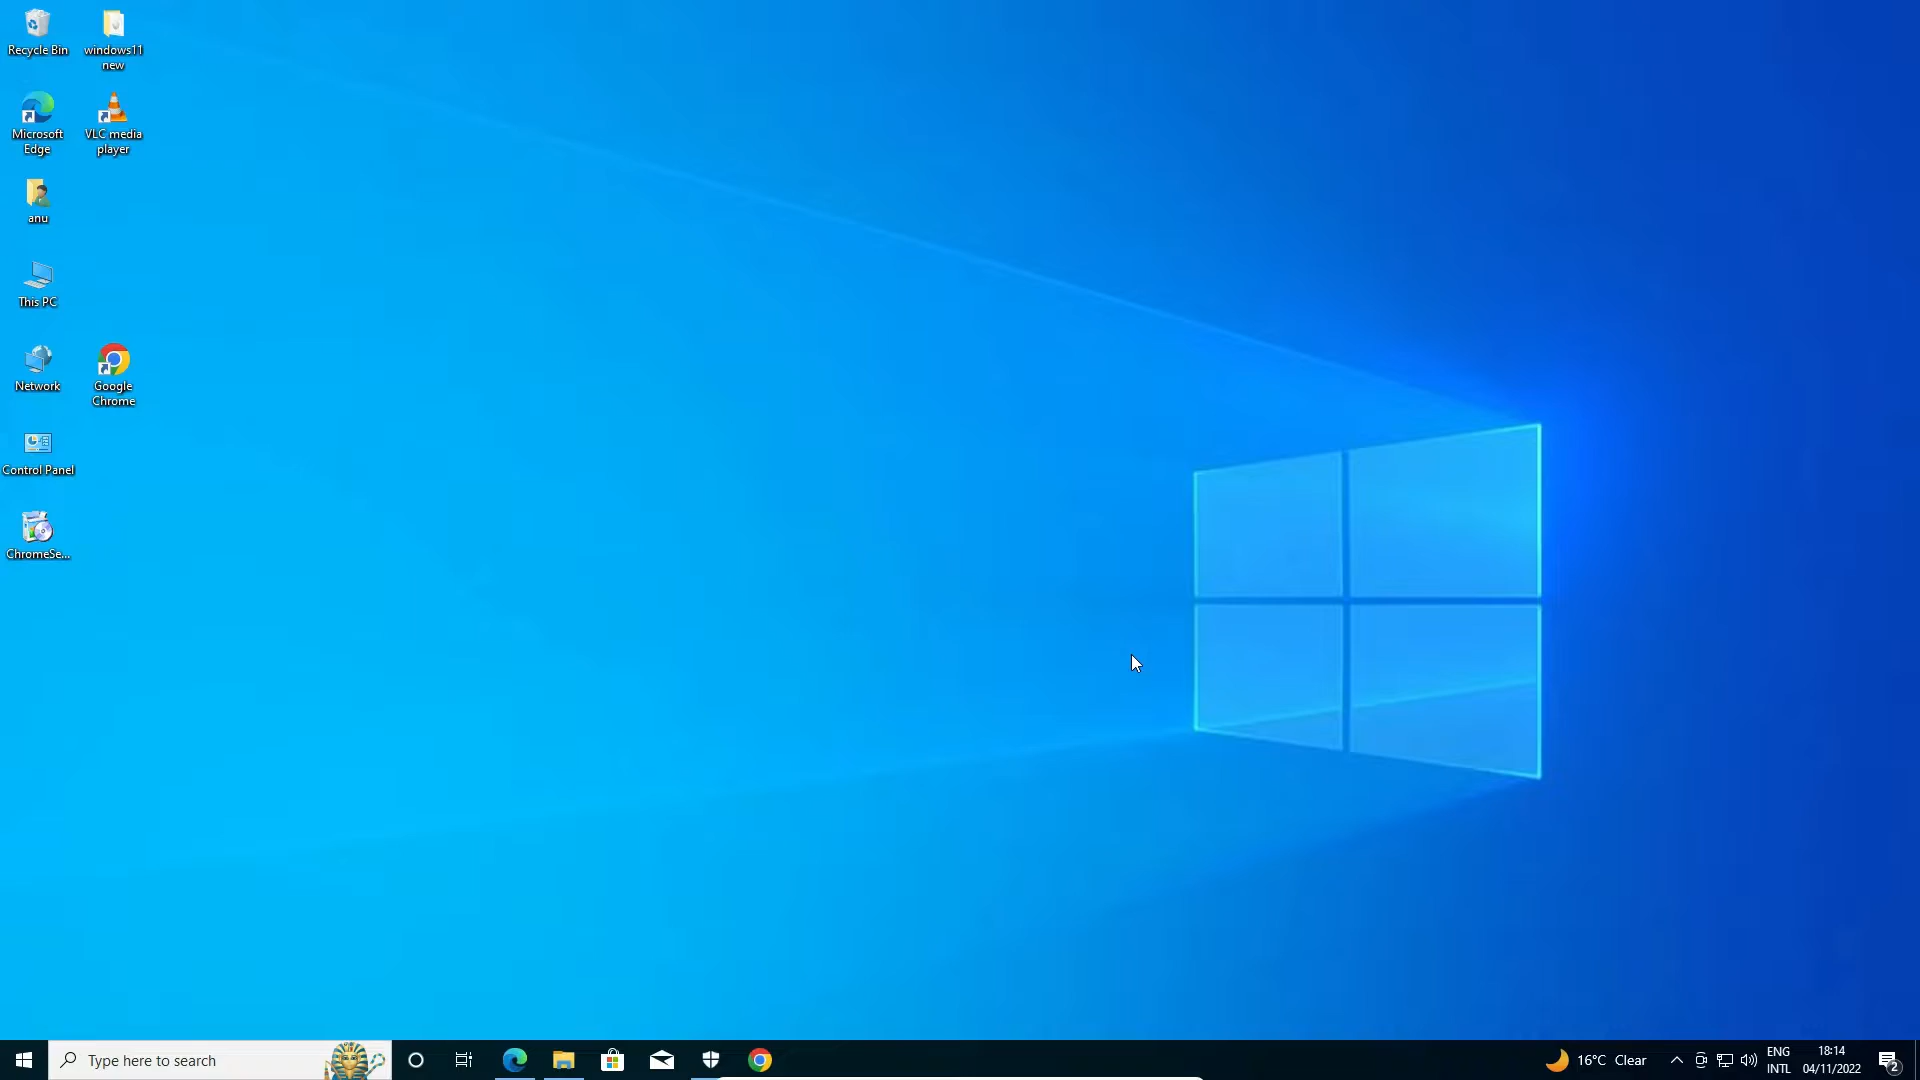 Recycle Bin
windows11
new
Microsoft
Edge
VLC media
player
anu
This PC
Network
Google
Chrome
Control Panel
ChromeSe...
Type here to search
16°C Clear
ENG
INTL
18:14
04/11/2022
2